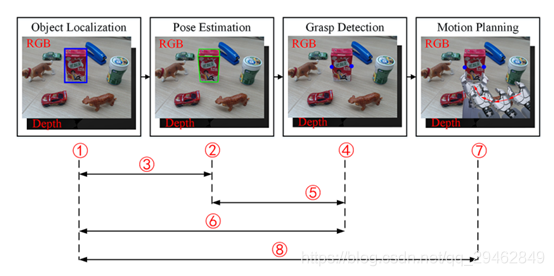 Object Localization Pose Estimation Grasp Detection Motion Planning
RGB RGB RGB RGB
Depth Depth Depth Depth
① ② ④ ⑦
③
⑤
⑥
⑧
https://blog.csdn.net/qq_29462849